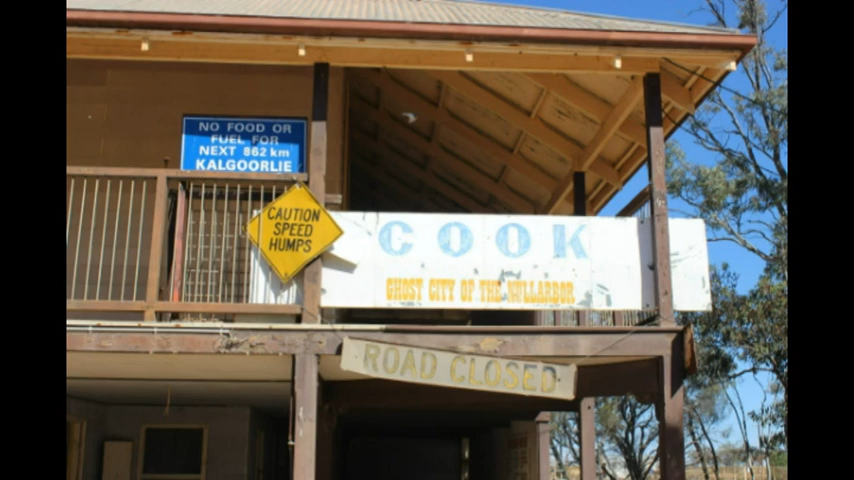 NO FOOD OR
FUEL FOR
NEXT 862 km
KALGOORLIE
CAUTION
SPEED
HUMPS
COOK
GHOST CITY OF THE NULLARBOR
ROAD CLOSED